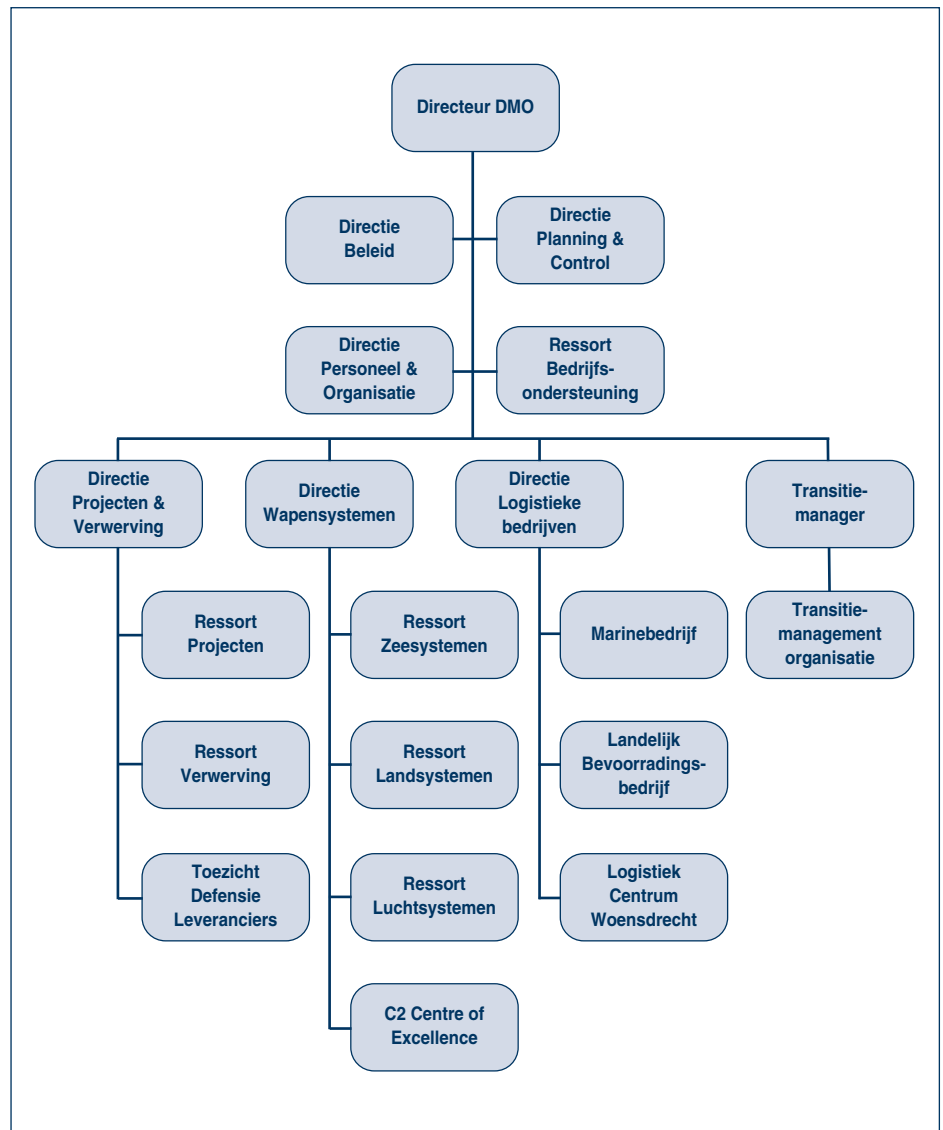 Directeur DMO
Directie
Beleid
Directie
Planning &
Control
Directie
Personeel &
Organisatie
Ressort
Bedrijfs-
ondersteuning
Directie
Projecten &
Verwerving
Directie
Wapensystemen
Directie
Logistieke
bedrijven
Transitie-
manager
Ressort
Projecten
Ressort
Zeesystemen
Marinebedrijf
Transitie-
management
organisatie
Ressort
Verwerving
Ressort
Landsystemen
Landelijk
Bevoorradings-
bedrijf
Toezicht
Defensie
Leveranciers
Ressort
Luchtsystemen
Logistiek
Centrum
Woensdrecht
C2 Centre of
Excellence